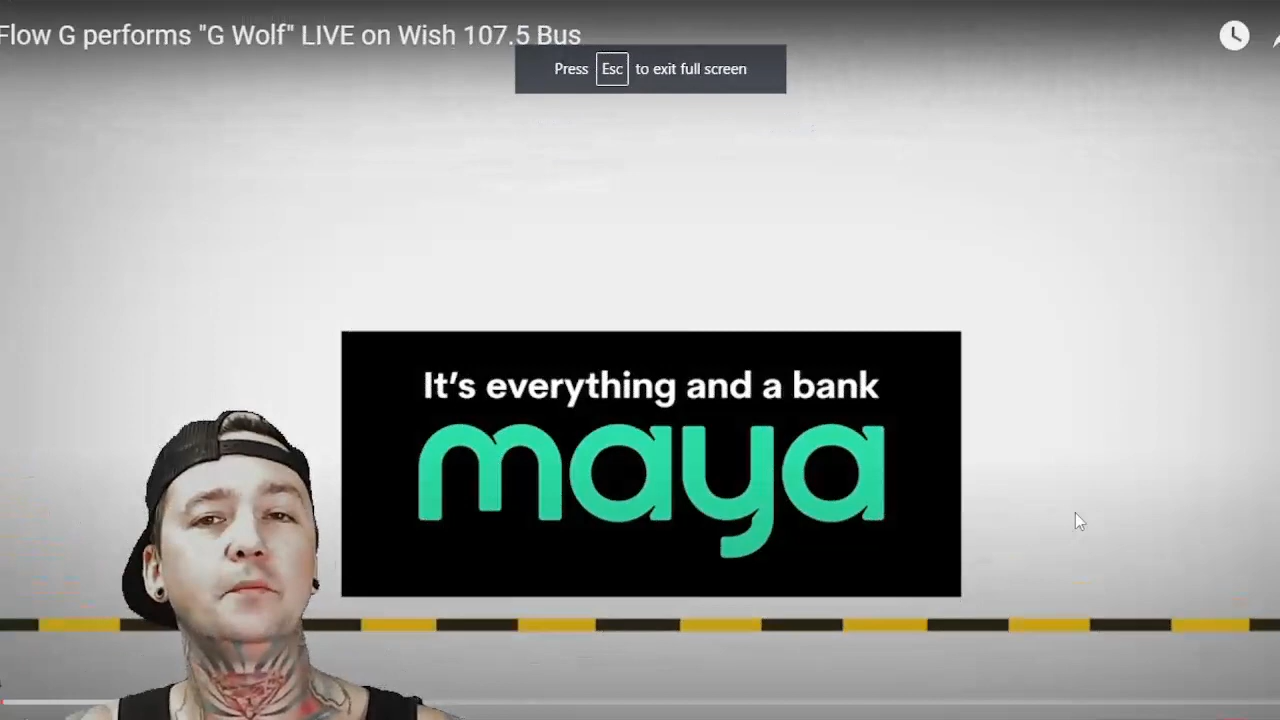 Flow G performs "G Wolf" LIVE on Wish 107.5 Bus
Press Esc to exit full screen
It's everything and a bank
maya